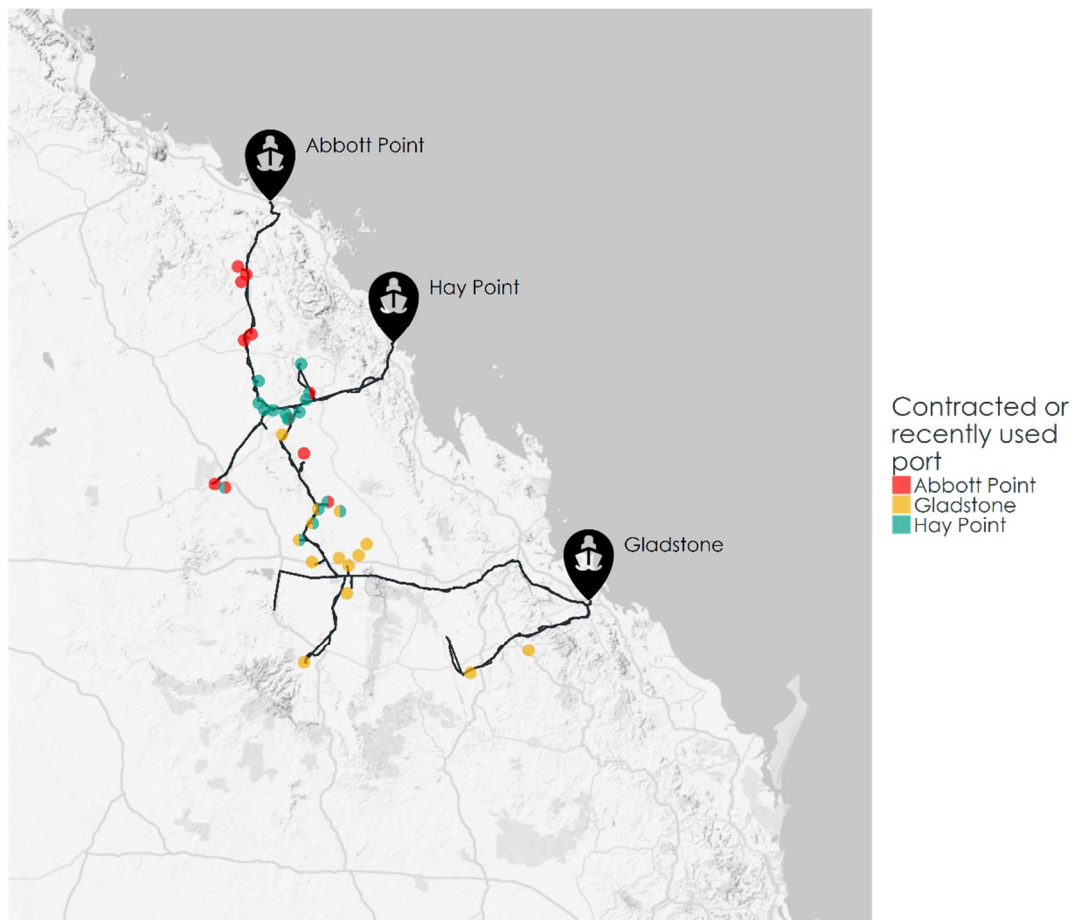 Abbott Point
Hay Point
Gladstone
Contracted or
recently used
port
Abbott Point
Gladstone
Hay Point